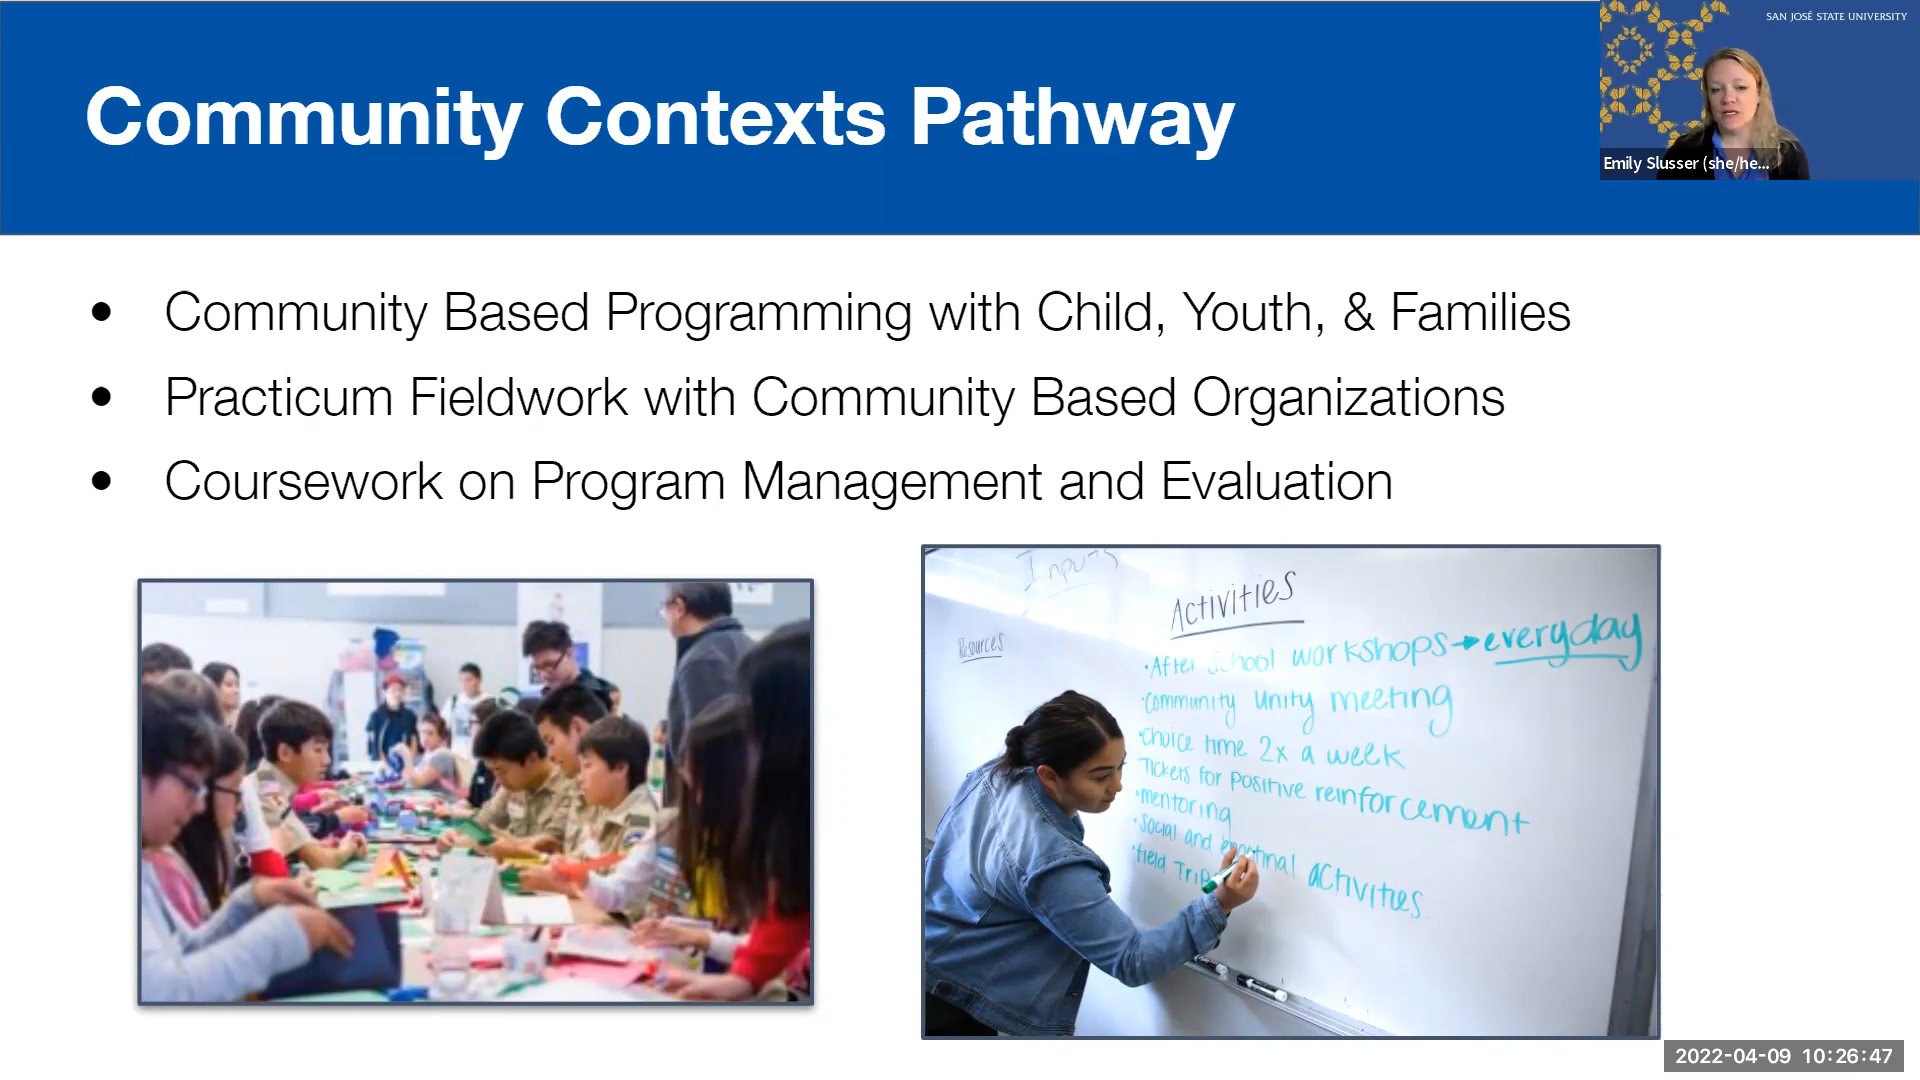 Community Contexts Pathway
SAN JOSÉ STATE UNIVERSITY
Emily Slusser (she/he...
• Community Based Programming with Child, Youth, & Families
• Practicum Fieldwork with Community Based Organizations
• Coursework on Program Management and Evaluation
Inputs
Resources
Activities
•After School workshops→everyday
•Community Unity meeting
•Choice time 2x a week
Tickets for positive reinforcement
•mentoring
•Social and activities
•field Trip
2022-04-09 10:26:47